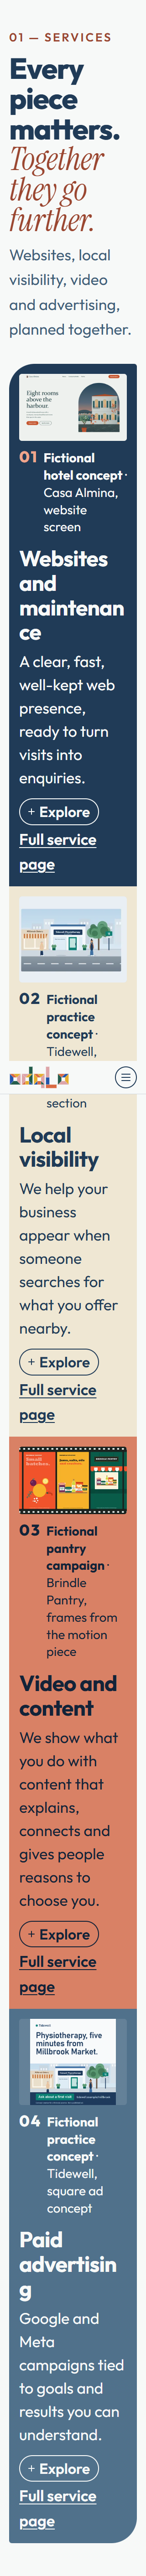 01 — SERVICES
Every
piece
matters.
Together
they go
further.
Websites, local
visibility, video
and advertising,
planned together.
Eight rooms
above the
harbour.
01 Fictional
hotel concept ·
Casa Almina,
website
screen
Websites
and
maintenan
ce
A clear, fast,
well-kept web
presence,
ready to turn
visits into
enquiries.
+ Explore
Full service
page
02 Fictional
practice
concept ·
Tidewell,
section
Local
visibility
We help your
business
appear when
someone
searches for
what you offer
nearby.
+ Explore
Full service
page
03 Fictional
pantry
campaign ·
Brindle
Pantry,
frames from
the motion
piece
Video and
content
We show what
you do with
content that
explains,
connects and
gives people
reasons to
choose you.
+ Explore
Full service
page
Physiotherapy, five
minutes from
Millbrook Market.
04 Fictional
practice
concept ·
Tidewell,
square ad
concept
Paid
advertisin
g
Google and
Meta
campaigns tied
to goals and
results you can
understand.
+ Explore
Full service
page